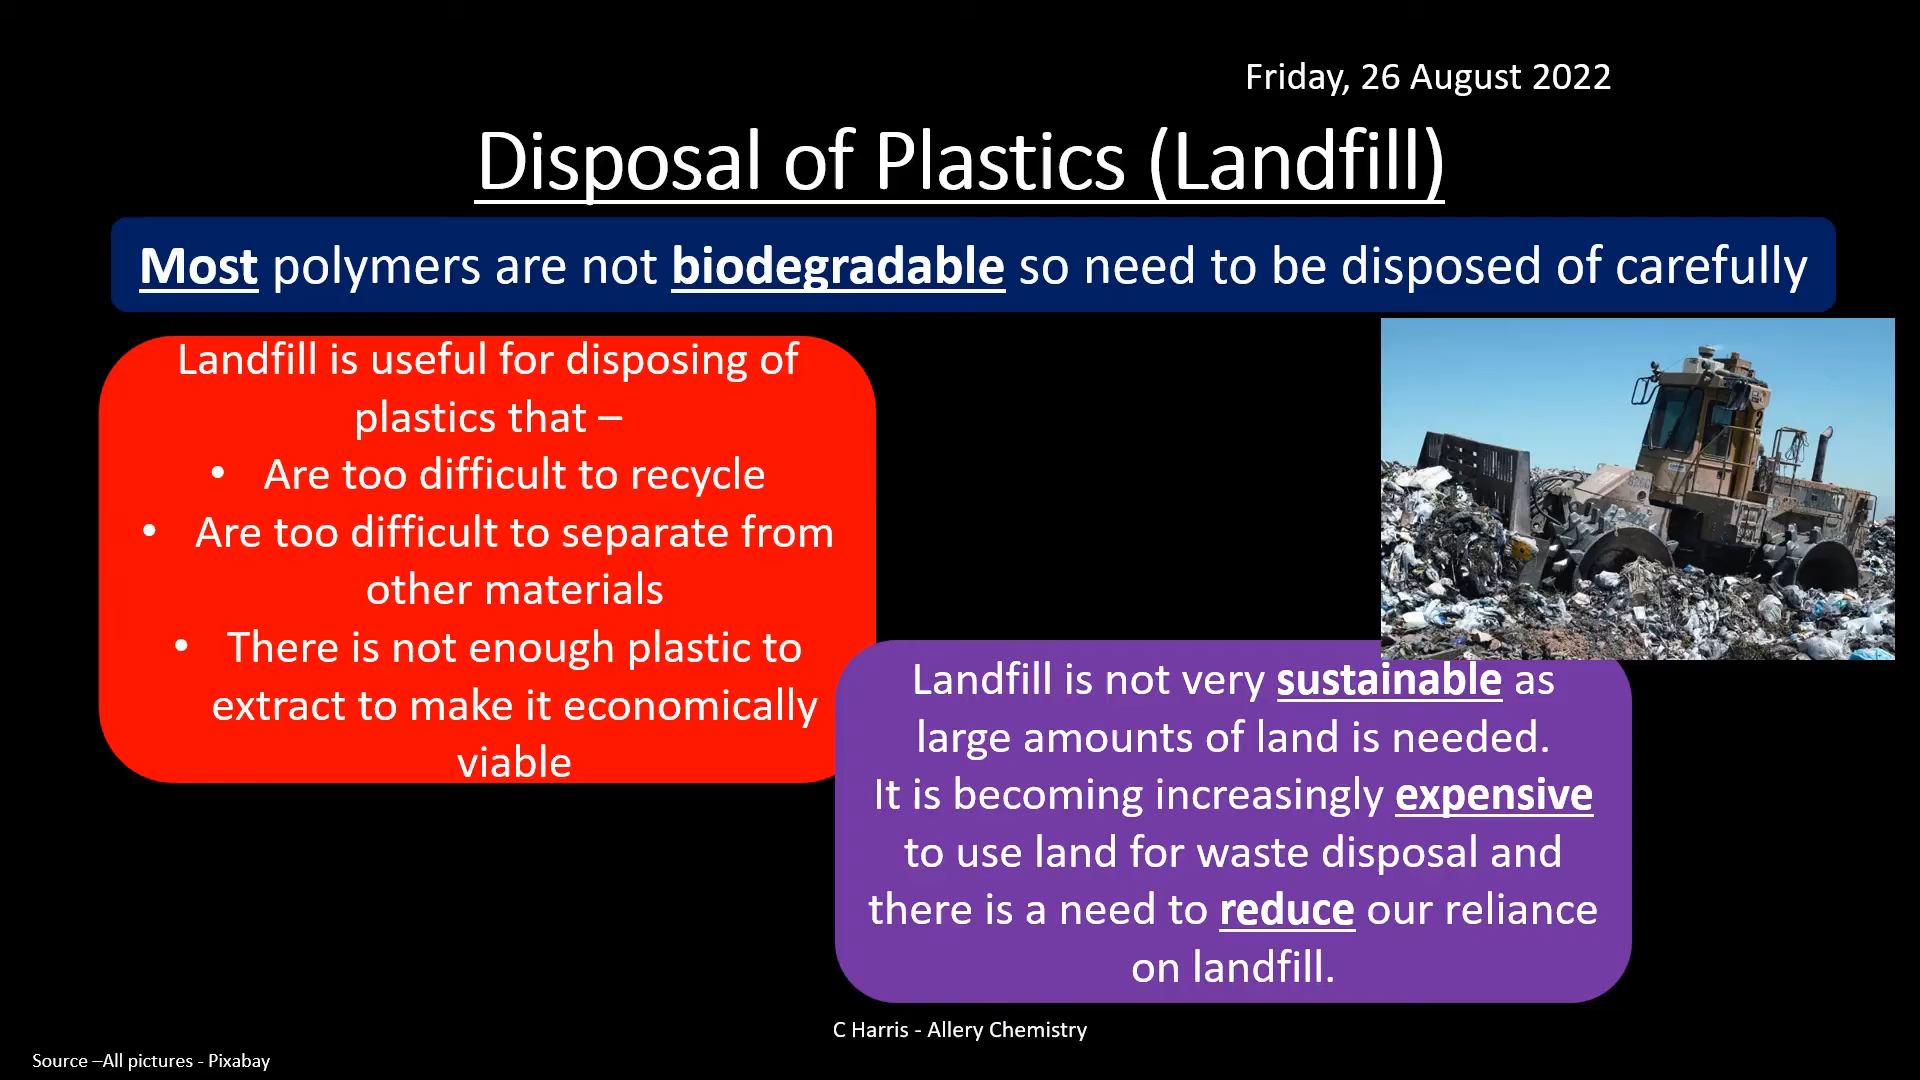 Friday, 26 August 2022
Disposal of Plastics (Landfill)
Most polymers are not biodegradable so need to be disposed of carefully
Landfill is useful for disposing of
plastics that –
• Are too difficult to recycle
• Are too difficult to separate from
other materials
• There is not enough plastic to
extract to make it economically
viable
Landfill is not very sustainable as
large amounts of land is needed.
It is becoming increasingly expensive
to use land for waste disposal and
there is a need to reduce our reliance
on landfill.
C Harris - Allery Chemistry
Source –All pictures - Pixabay